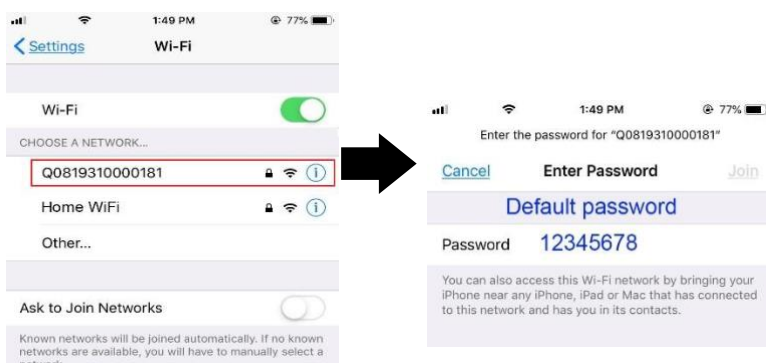 1:49 PM
77%
Settings
Wi-Fi
Wi-Fi
CHOOSE A NETWORK...
Q0819310000181
Home WiFi
Other...
Ask to Join Networks
Known networks will be joined automatically. If no known
networks are available, you will have to manually select a
1:49 PM
77%
Enter the password for "Q0819310000181"
Cancel
Enter Password
Join
Default password
Password 12345678
You can also access this Wi-Fi network by bringing your
iPhone near any iPhone, iPad or Mac that has connected
to this network and has you in its contacts.